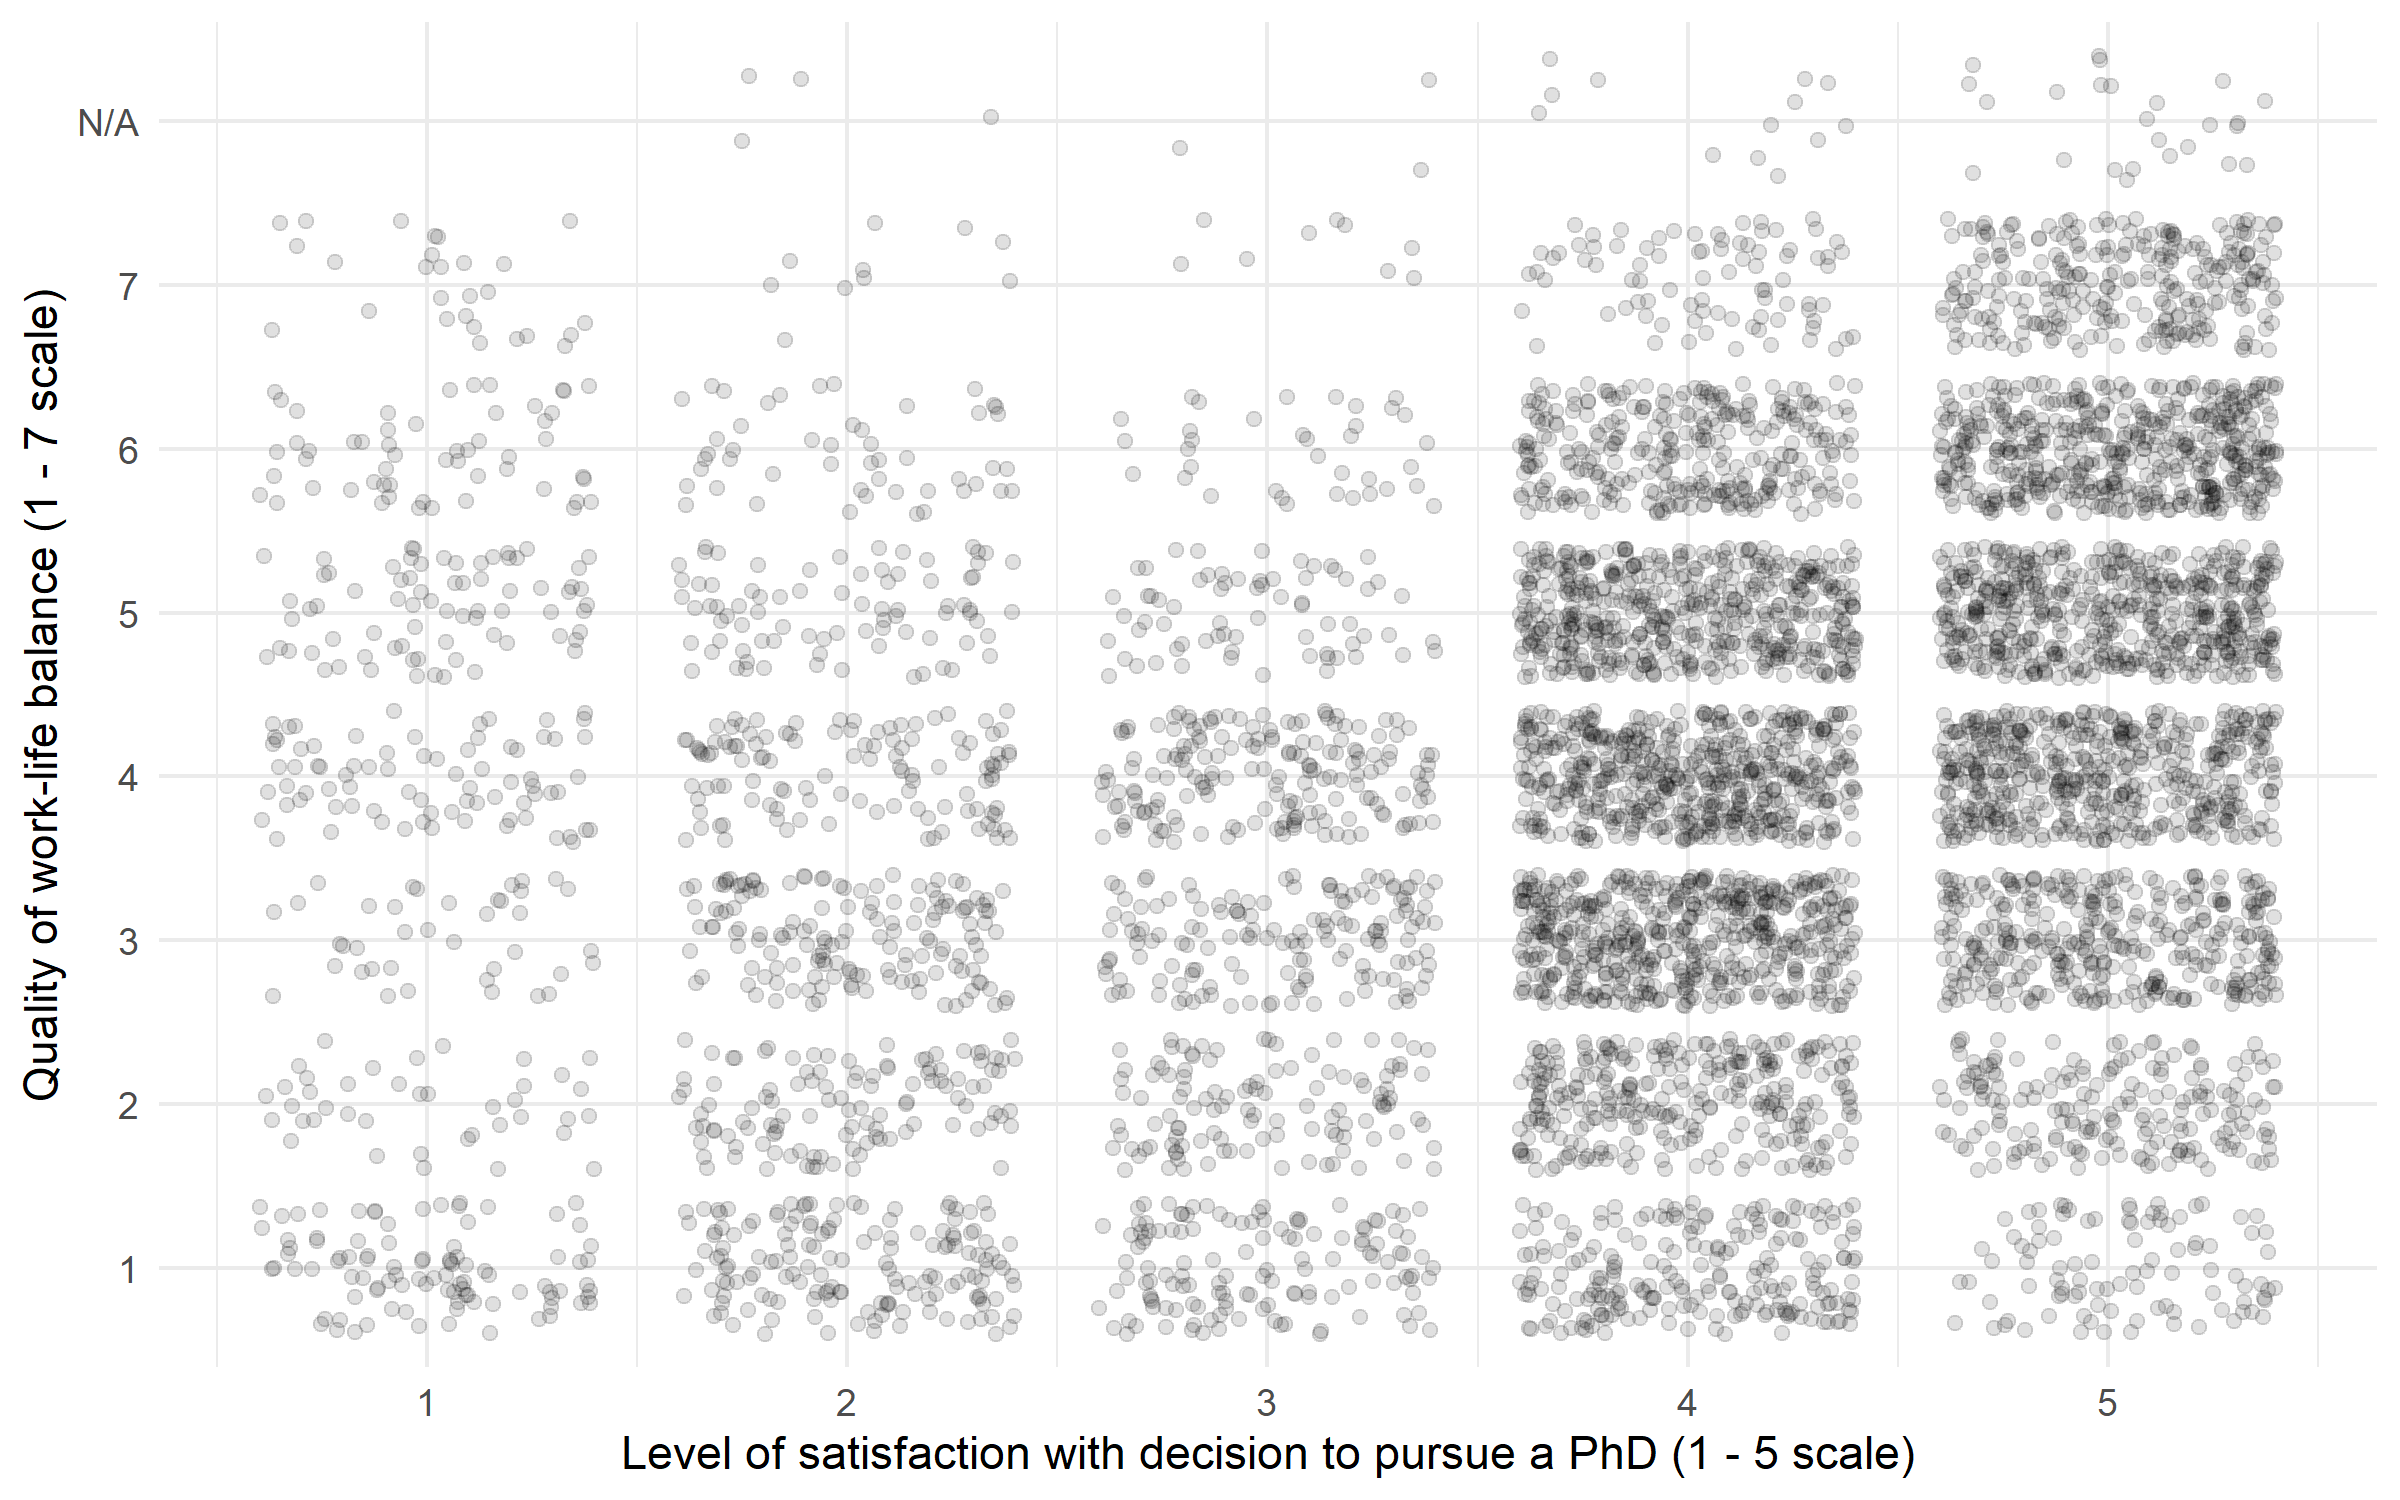 Quality of work-life balance (1 - 7 scale)
N/A
7
6
5
4
3
2
1
1 2 3 4 5
Level of satisfaction with decision to pursue a PhD (1 - 5 scale)